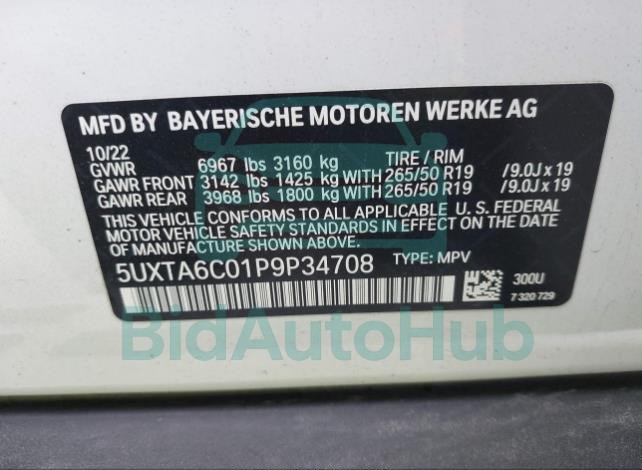 MFD BY BAYERISCHE MOTOREN WERKE AG
10/22
GVWR 6967 lbs 3160 kg TIRE / RIM
GAWR FRONT 3142 lbs 1425 kg WITH 265/50 R19 /9.0J x 19
GAWR REAR 3968 lbs 1800 kg WITH 265/50 R19 /9.0J x 19
THIS VEHICLE CONFORMS TO ALL APPLICABLE U. S. FEDERAL
MOTOR VEHICLE SAFETY STANDARDS IN EFFECT ON THE DATE
OF MANUFACTURE SHOWN ABOVE.
5UXTA6C01P9P34708 TYPE: MPV
300U
7 320 729
BidAutoHub